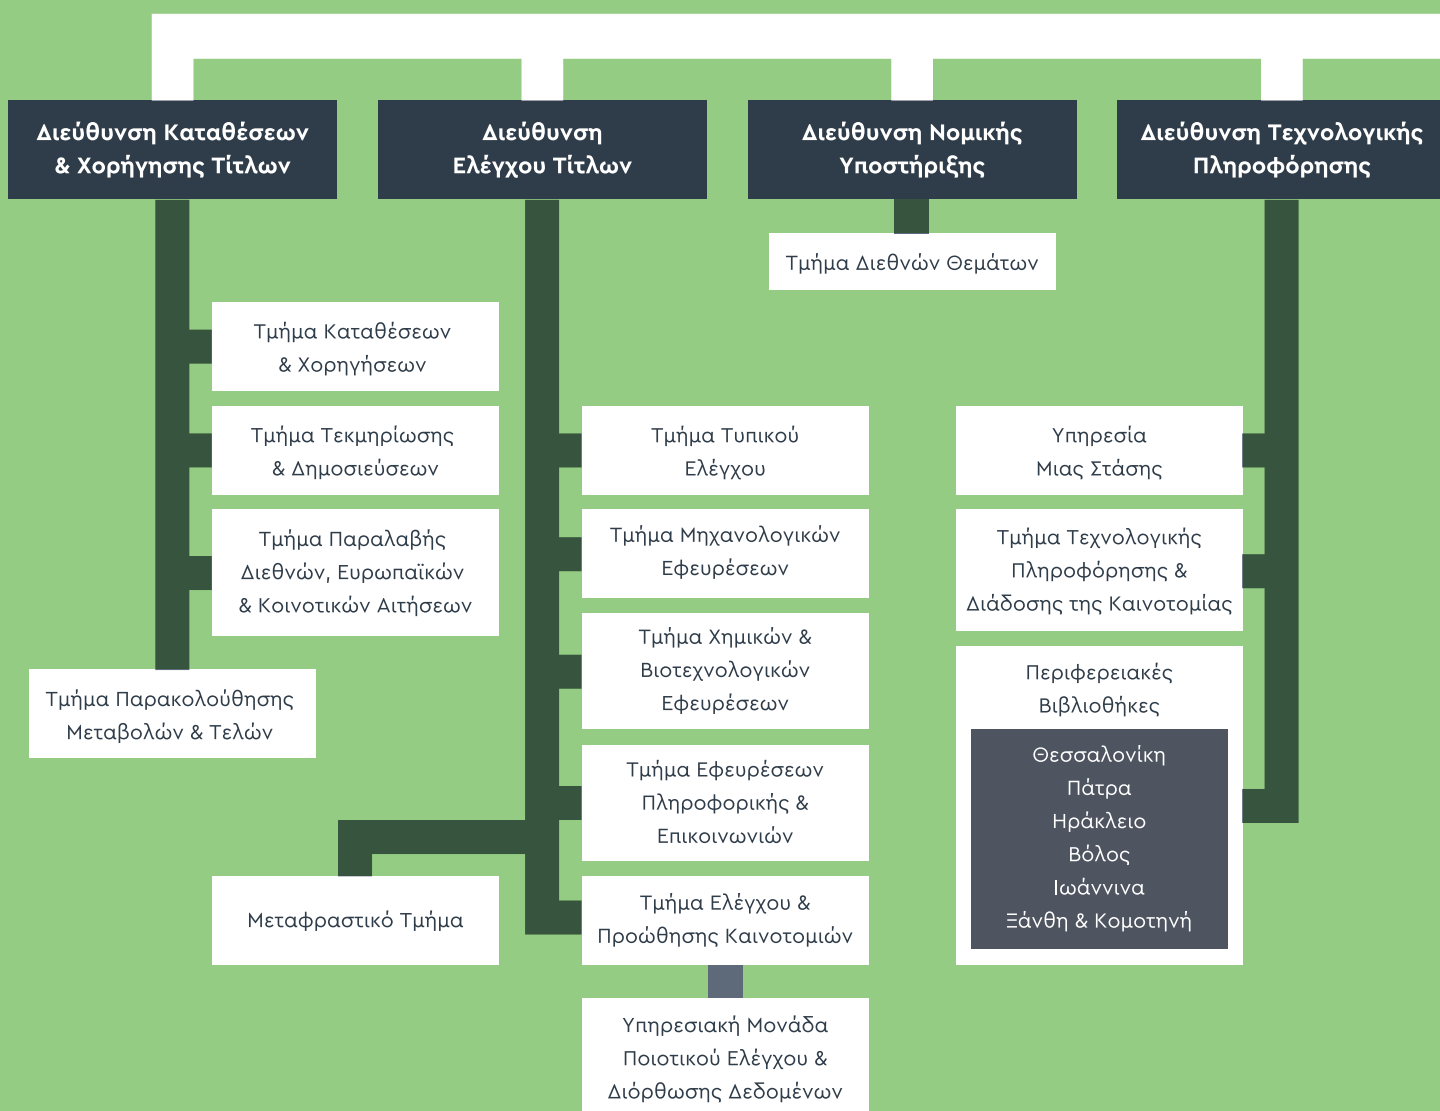 Διεύθυνση Καταθέσεων
& Χορήγησης Τίτλων
Διεύθυνση
Ελέγχου Τίτλων
Διεύθυνση Νομικής
Υποστήριξης
Διεύθυνση Τεχνολογικής
Πληροφόρησης
Τμήμα Καταθέσεων
& Χορηγήσεων
Τμήμα Τεκμηρίωσης
& Δημοσιεύσεων
Τμήμα Παραλαβής
Διεθνών, Ευρωπαϊκών
& Κοινοτικών Αιτήσεων
Τμήμα Παρακολούθησης
Μεταβολών & Τελών
Τμήμα Τυπικού
Ελέγχου
Τμήμα Μηχανολογικών
Εφευρέσεων
Τμήμα Χημικών &
Βιοτεχνολογικών
Εφευρέσεων
Τμήμα Εφευρέσεων
Πληροφορικής &
Επικοινωνιών
Μεταφραστικό Τμήμα
Τμήμα Ελέγχου &
Προώθησης Καινοτομιών
Υπηρεσιακή Μονάδα
Ποιοτικού Ελέγχου &
Διόρθωσης Δεδομένων
Τμήμα Διεθνών Θεμάτων
Υπηρεσία
Μιας Στάσης
Τμήμα Τεχνολογικής
Πληροφόρησης &
Διάδοσης της Καινοτομίας
Περιφερειακές
Βιβλιοθήκες
Θεσσαλονίκη
Πάτρα
Ηράκλειο
Βόλος
Ιωάννινα
Ξάνθη & Κομοτηνή